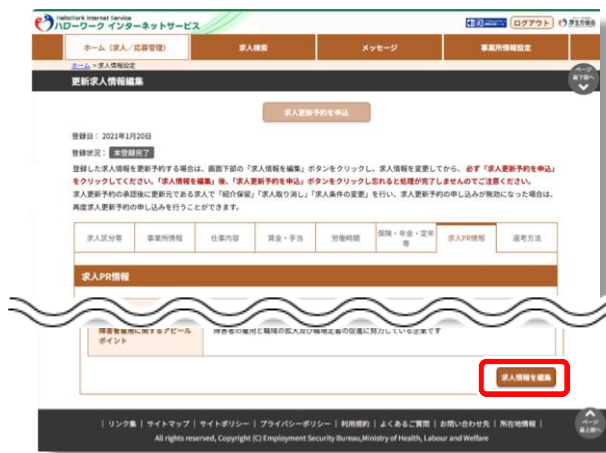 HelloWork Internet Service
ハローワーク インターネットサービス
ログアウト
厚生労働省
ホーム（求人／応募管理）
求人検索
メッセージ
事業所情報設定
ホーム > 求人情報設定
ページ
最下部へ
更新求人情報編集
求人更新予約を申込
登録日： 2021年1月20日
登録状況： 本登録完了
登録した求人情報を更新予約する場合は、画面下部の「求人情報を編集」ボタンをクリックし、求人情報を変更してから、必ず「求人更新予約を申込」
をクリックしてください。「求人情報を編集」後、「求人更新予約を申込」ボタンをクリックし忘れると処理が完了しませんのでご注意ください。
求人更新予約の承認後に更新元である求人で「紹介保留」「求人取り消し」「求人条件の変更」を行い、求人更新予約の申し込みが無効になった場合は、
再度求人更新予約の申し込みを行うことができます。
求人区分等
事業所情報
仕事内容
賃金・手当
労働時間
保険・年金・定年
等
求人PR情報
選考方法
求人PR情報
障害者雇用に関するアピール
ポイント
障害者の雇用と職域の拡大及び職場定着の促進に努力している企業です
求人情報を編集
| リンク集 | サイトマップ | サイトポリシー | プライバシーポリシー | 利用規約 | よくあるご質問 | お問い合わせ先 | 所在地情報 |
All rights reserved, Copyright (C) Employment Security Bureau,Ministry of Health, Labour and Welfare
ページ
最上部へ